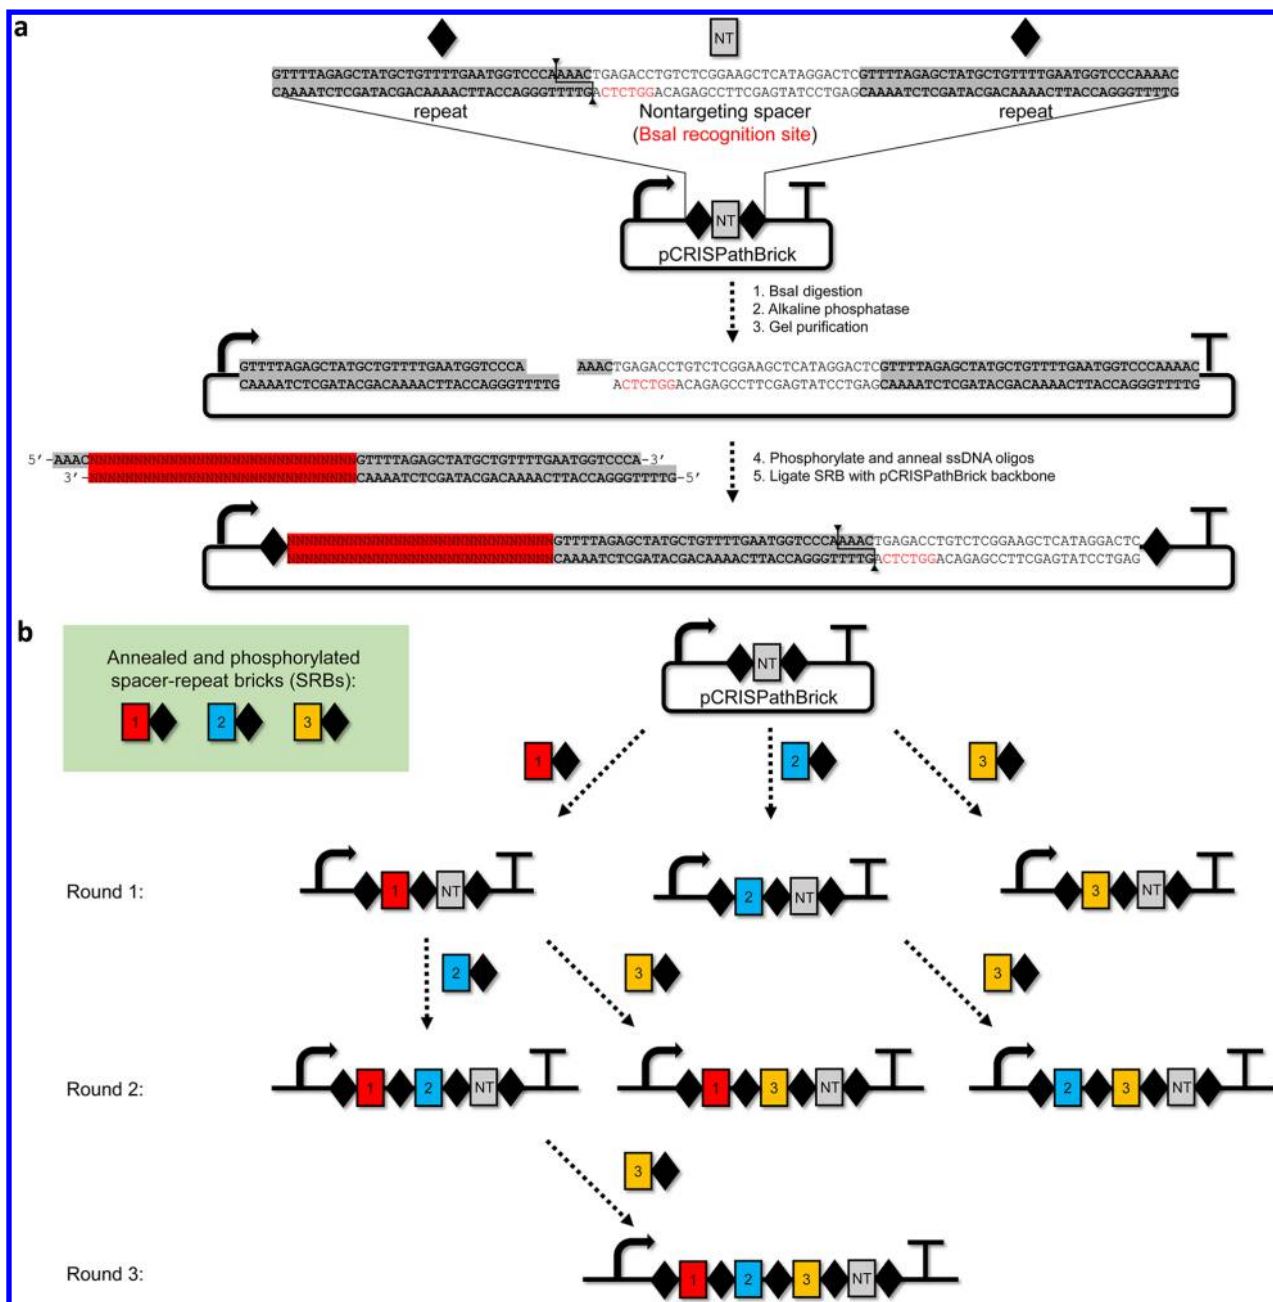 a
NT
GTTTTAGAGCTATGCTGTTTTGAATGGTCCCAAAACTGAGACCTGTCTCGGAAGCTCATAGGACTCGTTTTAGAGCTATGCTGTTTTGAATGGTCCCAAAAC
CAAAATCTCGATACGACAAAACTTACCAGGGTTTTGACTCTGGACAGAGCCTTCGAGTATCCTGAGCAAAATCTCGATACGACAAAACTTACCAGGGTTTTG
repeat Nontargeting spacer repeat
(BsaI recognition site)
NT
pCRISPathBrick
1. BsaI digestion
2. Alkaline phosphatase
3. Gel purification
GTTTTAGAGCTATGCTGTTTTGAATGGTCCCA AAACTGAGACCTGTCTCGGAAGCTCATAGGACTCGTTTTAGAGCTATGCTGTTTTGAATGGTCCCAAAAC
CAAAATCTCGATACGACAAAACTTACCAGGGTTTTG ACTCTGGACAGAGCCTTCGAGTATCCTGAGCAAAATCTCGATACGACAAAACTTACCAGGGTTTTG
5’-AAACNNNNNNNNNNNNNNNNNNNNNNNNNNNNNNGTTTTAGAGCTATGCTGTTTTGAATGGTCCCA-3’
3’-NNNNNNNNNNNNNNNNNNNNNNNNNNNNNNCAAAATCTCGATACGACAAAACTTACCAGGGTTTTG-5’
4. Phosphorylate and anneal ssDNA oligos
5. Ligate SRB with pCRISPathBrick backbone
NNNNNNNNNNNNNNNNNNNNNNNNNNNNNNGTTTTAGAGCTATGCTGTTTTGAATGGTCCCAAAACTGAGACCTGTCTCGGAAGCTCATAGGACTC
NNNNNNNNNNNNNNNNNNNNNNNNNNNNNNCAAAATCTCGATACGACAAAACTTACCAGGGTTTTGACTCTGGACAGAGCCTTCGAGTATCCTGAG
b
Annealed and phosphorylated
spacer-repeat bricks (SRBs):
1 2 3
NT
pCRISPathBrick
1 2 3
Round 1: 1 NT 2 NT 3 NT
2 3 3
Round 2: 1 2 NT 1 3 NT 2 3 NT
3
Round 3: 1 2 3 NT